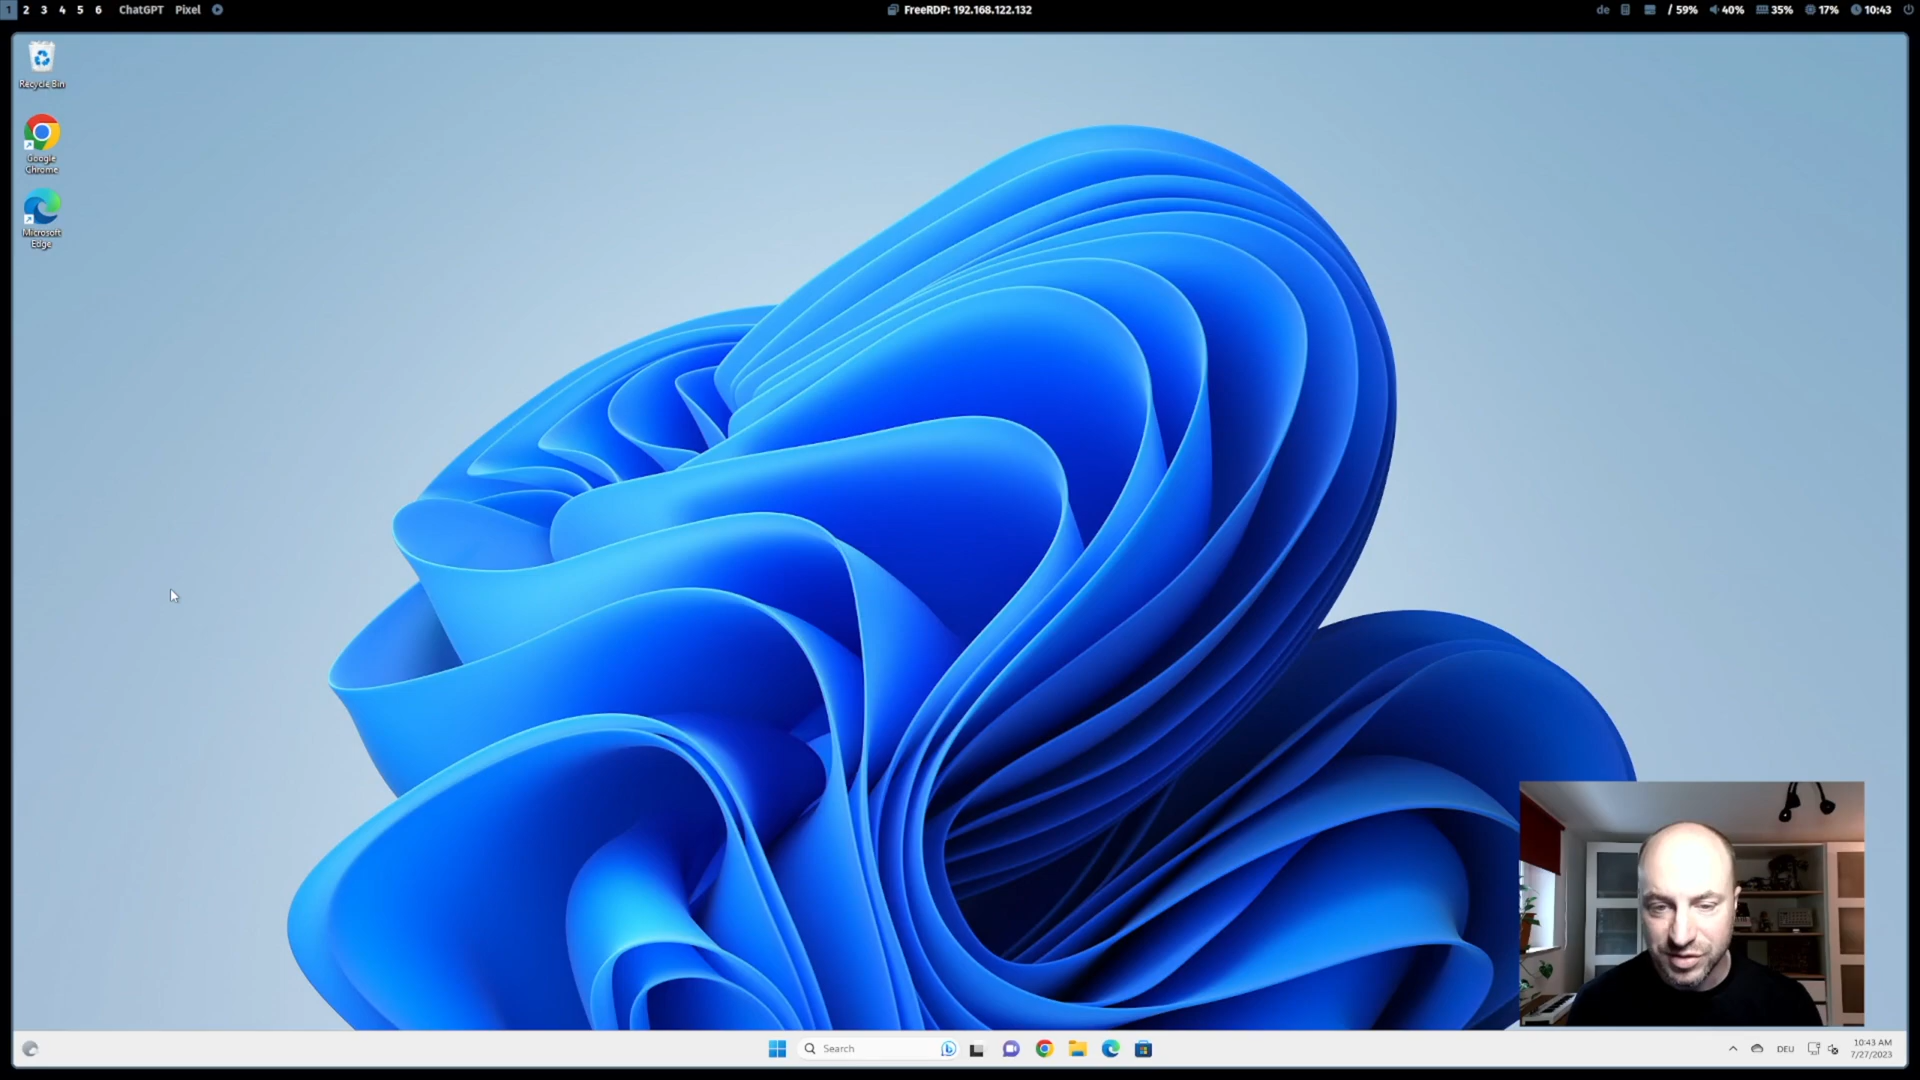 1 2 3 4 5 6 ChatGPT Pixel
FreeRDP: 192.168.122.132
de / 59% 40% 35% 17% 10:43
Recycle Bin
Google
Chrome
Microsoft
Edge
Search
DEU
10:43 AM
7/27/2023